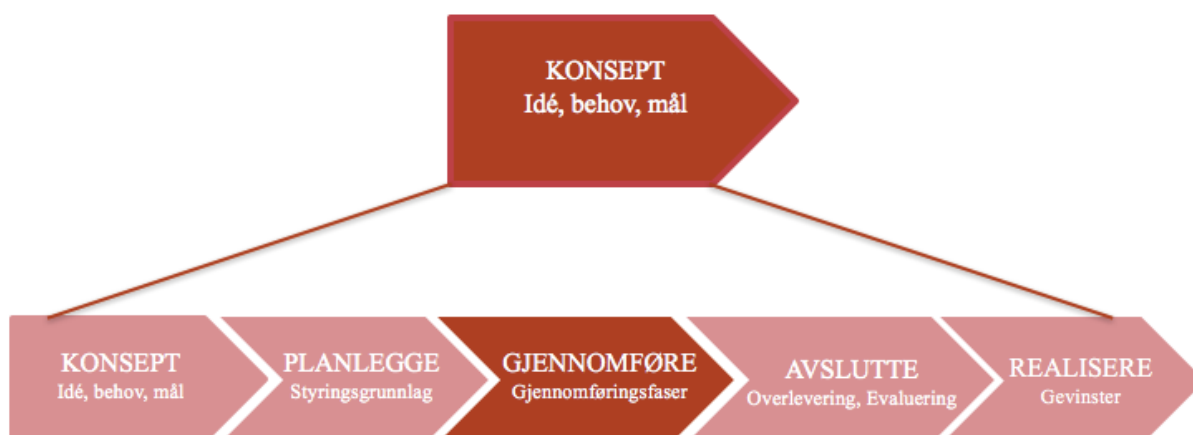 KONSEPT
Idé, behov, mål
KONSEPT
Idé, behov, mål
PLANLEGGE
Styringsgrunnlag
GJENNOMFØRE
Gjennomføringsfaser
AVSLUTTE
Overlevering, Evaluering
REALISERE
Gevinster